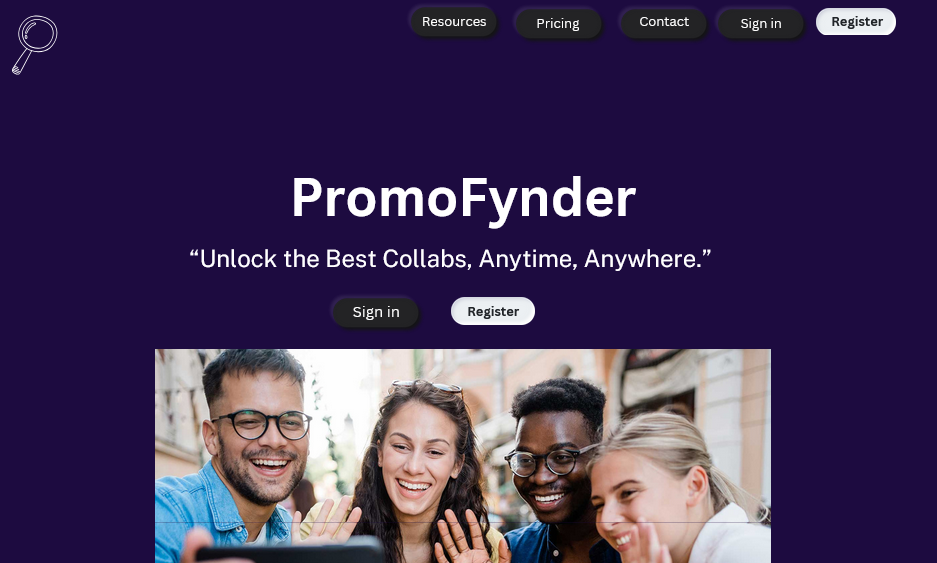 Resources Pricing Contact Sign in Register
PromoFynder
“Unlock the Best Collabs, Anytime, Anywhere.”
Sign in Register